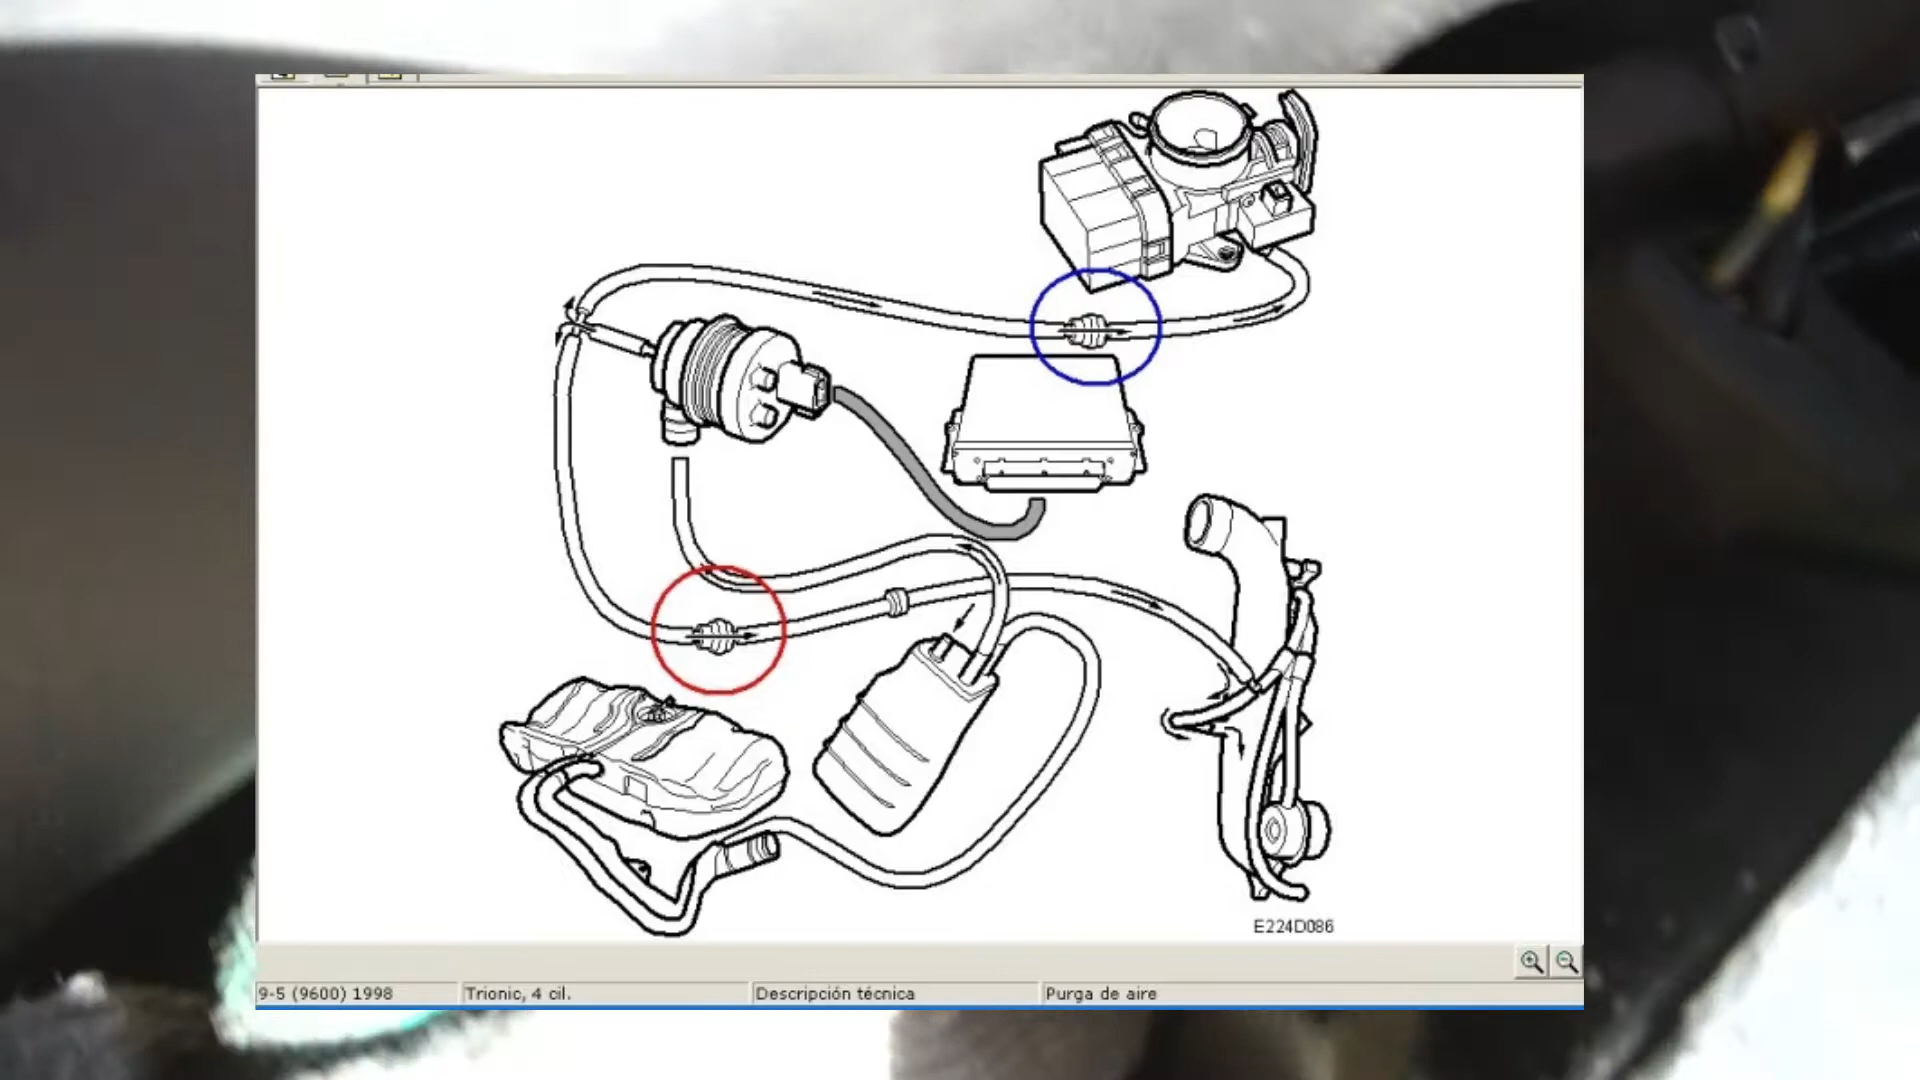 E224D086
9-5 (9600) 1998
Trionic, 4 cil.
Descripción técnica
Purga de aire